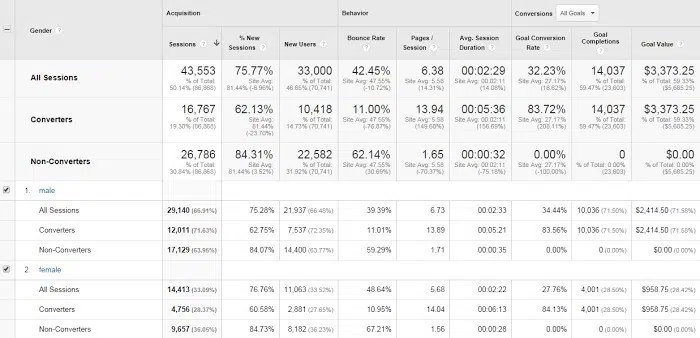 Gender
Acquisition
Behavior
Conversions All Goals
Sessions
% New Sessions
New Users
Bounce Rate
Pages / Session
Avg. Session Duration
Goal Conversion Rate
Goal Completions
Goal Value
All Sessions
43,553
% of Total: 50.14% (86,868)
75.77%
Site Avg: 81.44% (-6.96%)
33,000
% of Total: 46.65% (70,741)
42.45%
Site Avg: 47.55% (-10.72%)
6.38
Site Avg: 5.58 (14.31%)
00:02:29
Site Avg: 00:02:11 (14.08%)
32.23%
Site Avg: 27.17% (18.62%)
14,037
% of Total: 59.47% (23,603)
$3,373.25
% of Total: 59.33% ($5,685.25)
Converters
16,767
% of Total: 19.30% (86,868)
62.13%
Site Avg: 81.44% (-23.70%)
10,418
% of Total: 14.73% (70,741)
11.00%
Site Avg: 47.55% (-76.87%)
13.94
Site Avg: 5.58 (149.60%)
00:05:36
Site Avg: 00:02:11 (156.69%)
83.72%
Site Avg: 27.17% (208.11%)
14,037
% of Total: 59.47% (23,603)
$3,373.25
% of Total: 59.33% ($5,685.25)
Non-Converters
26,786
% of Total: 30.84% (86,868)
84.31%
Site Avg: 81.44% (3.52%)
22,582
% of Total: 31.92% (70,741)
62.14%
Site Avg: 47.55% (30.69%)
1.65
Site Avg: 5.58 (-70.37%)
00:00:32
Site Avg: 00:02:11 (-75.18%)
0.00%
Site Avg: 27.17% (-100.00%)
0
% of Total: 0.00% (23,603)
$0.00
% of Total: 0.00% ($5,685.25)
1. male
All Sessions 29,140 (66.91%) 75.28% 21,937 (66.48%) 39.39% 6.73 00:02:33 34.44% 10,036 (71.50%) $2,414.50 (71.58%)
Converters 12,011 (71.63%) 62.75% 7,537 (72.35%) 11.01% 13.89 00:05:21 83.56% 10,036 (71.50%) $2,414.50 (71.58%)
Non-Converters 17,129 (63.95%) 84.07% 14,400 (63.77%) 59.29% 1.71 00:00:35 0.00% 0 (0.00%) $0.00 (0.00%)
2. female
All Sessions 14,413 (33.09%) 76.76% 11,063 (33.52%) 48.64% 5.68 00:02:22 27.76% 4,001 (28.50%) $958.75 (28.42%)
Converters 4,756 (28.37%) 60.58% 2,881 (27.65%) 10.95% 14.04 00:06:13 84.13% 4,001 (28.50%) $958.75 (28.42%)
Non-Converters 9,657 (36.05%) 84.73% 8,182 (36.23%) 67.21% 1.56 00:00:28 0.00% 0 (0.00%) $0.00 (0.00%)